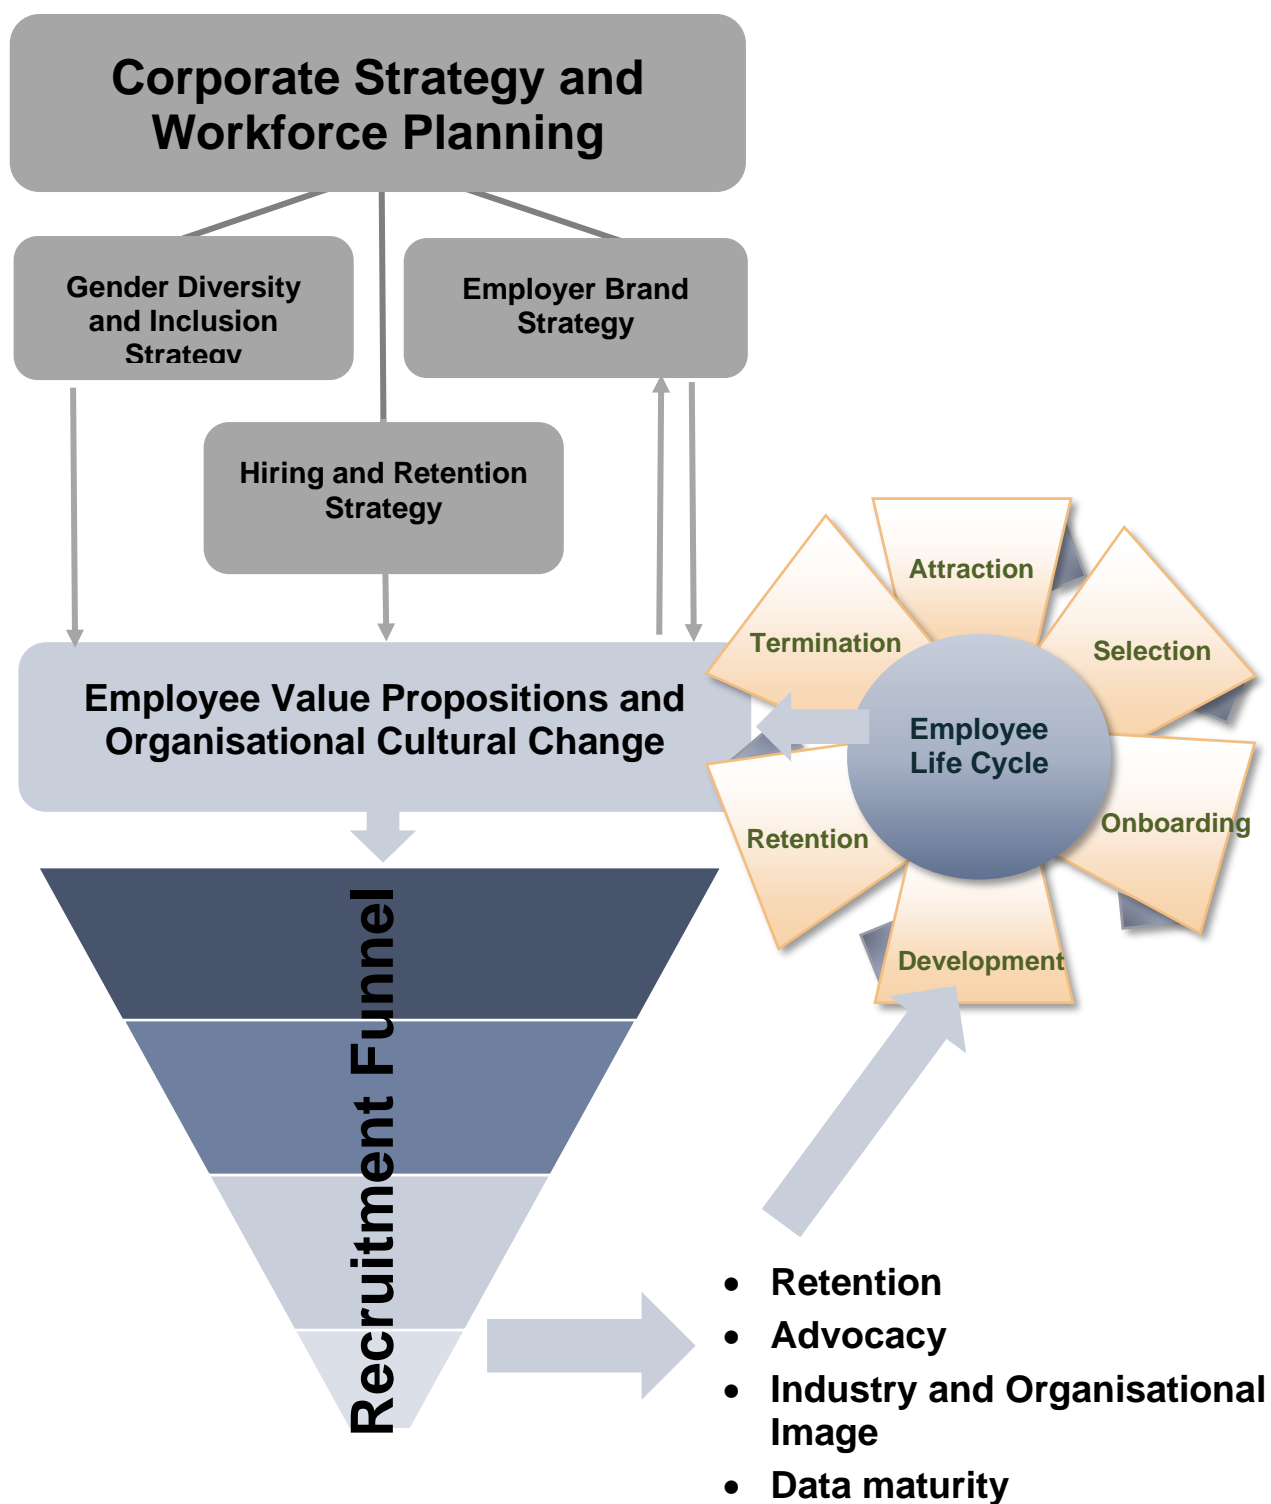 Corporate Strategy and
Workforce Planning
Gender Diversity
and Inclusion
Strategy
Employer Brand
Strategy
Hiring and Retention
Strategy
Employee Value Propositions and
Organisational Cultural Change
Attraction
Selection
Onboarding
Development
Retention
Termination
Employee
Life Cycle
Recruitment Funnel
• Retention
• Advocacy
• Industry and Organisational
Image
• Data maturity